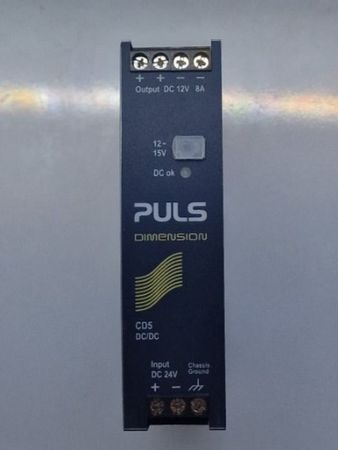 + + − −
Output DC 12V 8A
12-
15V
DC ok
PULS
DIMENSION
CD5
DC/DC
Input
DC 24V
Chassis
Ground
+ −